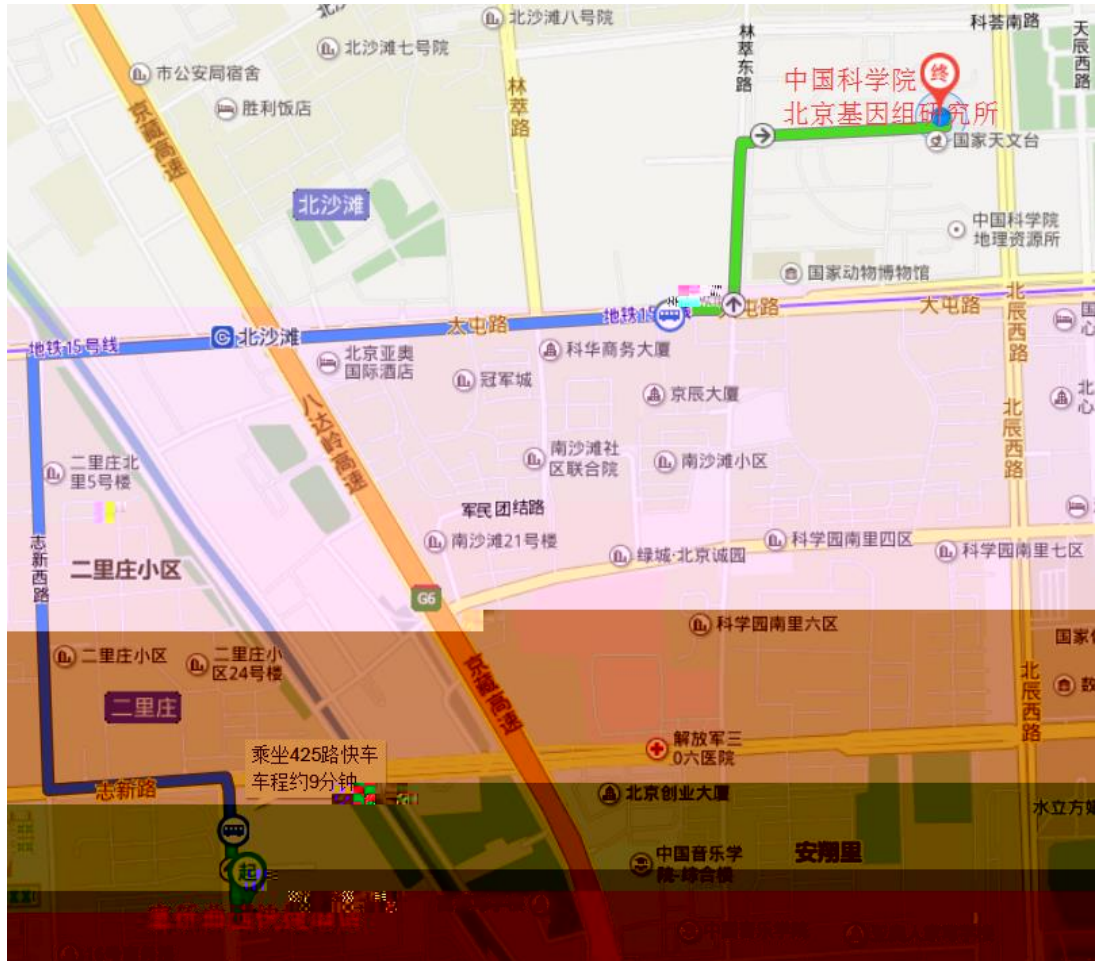 北沙滩八号院
科荟南路
北沙滩七号院
林萃东路
天辰西路
市公安局宿舍
中国科学院
终
林萃路
胜利饭店
北京基因组研究所
京藏高速
国家天文台
北沙滩
中国科学院
地理资源所
国家动物博物馆
大屯路
北辰西路
地铁15
北沙滩
大屯路
屯路
地铁15号线
北京亚奥
国际酒店
科华商务大厦
冠军城
京辰大厦
八达岭高速
北辰西路
二里庄北
里5号楼
南沙滩社
区联合院
南沙滩小区
军民团结路
志新西路
南沙滩21号楼
科学园南里四区
绿城·北京诚园
科学园南里七区
二里庄小区
G6
科学园南里六区
国家
二里庄小区
二里庄小
区24号楼
京藏高速
北辰西路
数
二里庄
解放军三
0六医院
乘坐425路快车
车程约9分钟
志新路
北京创业大厦
水立方
中国音乐学
院-综合楼
安翔里
起